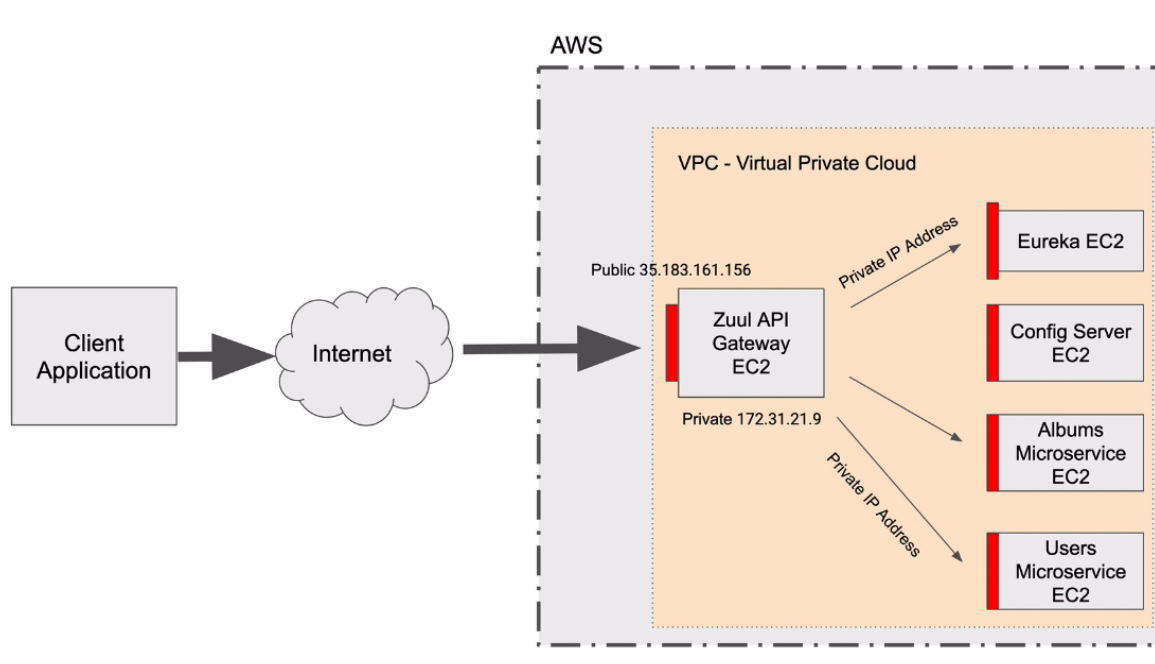 AWS
VPC - Virtual Private Cloud
Private IP Address
Eureka EC2
Public 35.183.161.156
Zuul API
Gateway
EC2
Config Server
EC2
Client
Application
Internet
Private 172.31.21.9
Albums
Microservice
EC2
Private IP Address
Users
Microservice
EC2